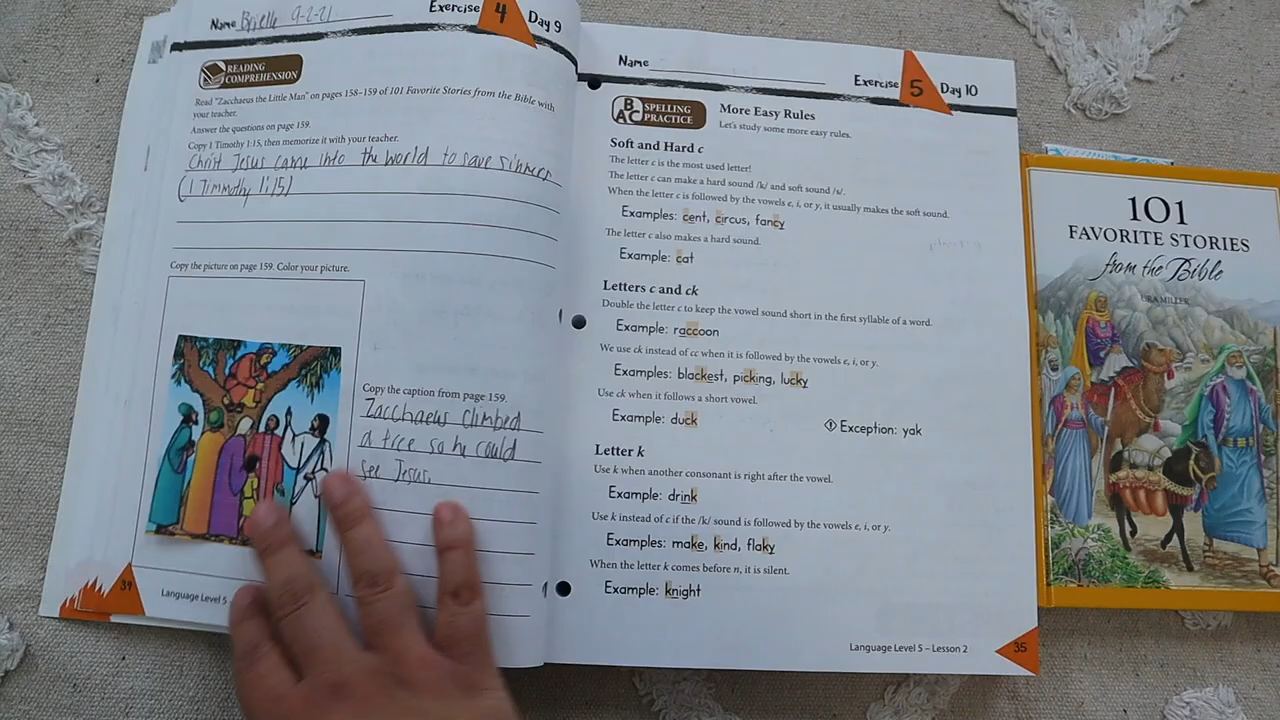 Name Brielle 9-2-21
Exercise 4 Day 9
READING
COMPREHENSION
Read "Zacchaeus the Little Man" on pages 158–159 of 101 Favorite Stories from the Bible with
your teacher.
Answer the questions on page 159.
Copy 1 Timothy 1:15, then memorize it with your teacher.
Christ Jesus came into the world to save sinners
(1 Timmothy 1:15)
Copy the picture on page 159. Color your picture.
Copy the caption from page 159.
Zacchaeus climbed
a tree so he could
see Jesus.
34
Language Level 5 –
Name
Exercise 5 Day 10
B
AC
SPELLING
PRACTICE
More Easy Rules
Let's study some more easy rules.
Soft and Hard c
The letter c is the most used letter!
The letter c can make a hard sound /k/ and soft sound /s/.
When the letter c is followed by the vowels e, i, or y, it usually makes the soft sound.
Examples: cent, circus, fancy
The letter c also makes a hard sound.
Example: cat
Letters c and ck
Double the letter c to keep the vowel sound short in the first syllable of a word.
Example: raccoon
We use ck instead of cc when it is followed by the vowels e, i, or y.
Examples: blackest, picking, lucky
Use ck when it follows a short vowel.
Example: duck
Exception: yak
Letter k
Use k when another consonant is right after the vowel.
Example: drink
Use k instead of c if the /k/ sound is followed by the vowels e, i, or y.
Examples: make, kind, flaky
When the letter k comes before n, it is silent.
Example: knight
Language Level 5 – Lesson 2
35
101
FAVORITE STORIES
from the Bible
URA MILLER